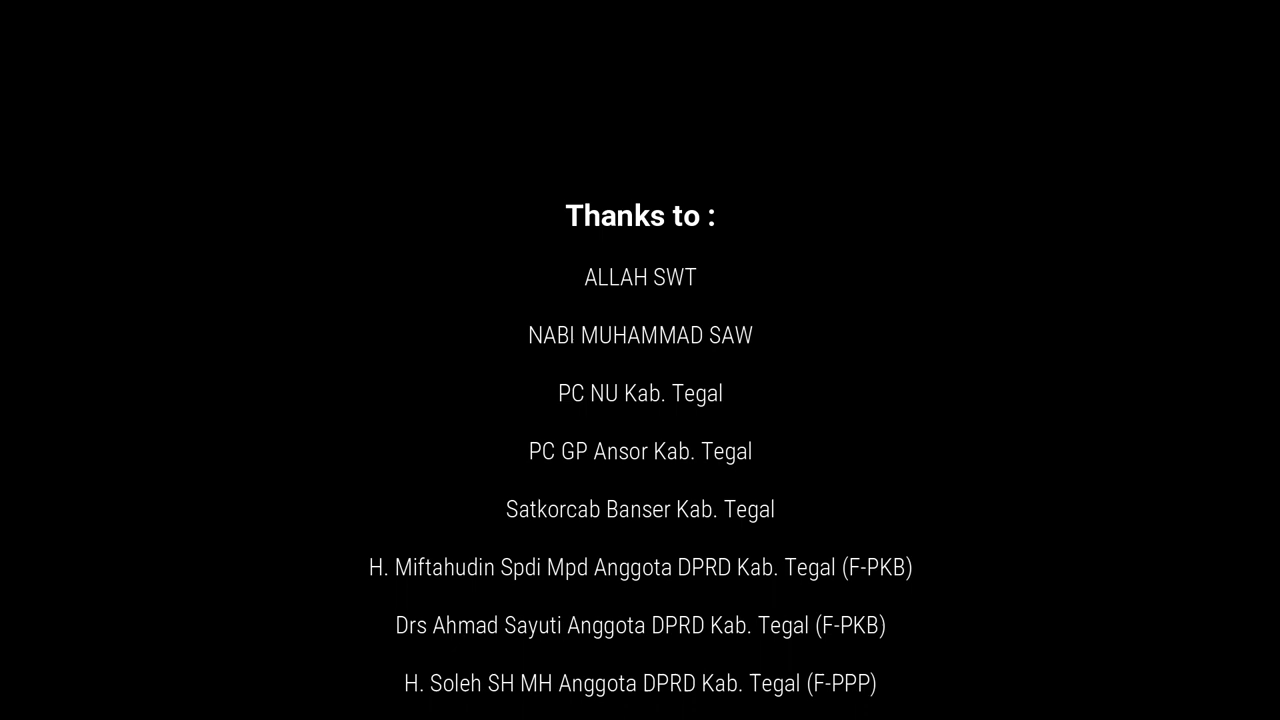 Thanks to :
ALLAH SWT
NABI MUHAMMAD SAW
PC NU Kab. Tegal
PC GP Ansor Kab. Tegal
Satkorcab Banser Kab. Tegal
H. Miftahudin Spdi Mpd Anggota DPRD Kab. Tegal (F-PKB)
Drs Ahmad Sayuti Anggota DPRD Kab. Tegal (F-PKB)
H. Soleh SH MH Anggota DPRD Kab. Tegal (F-PPP)